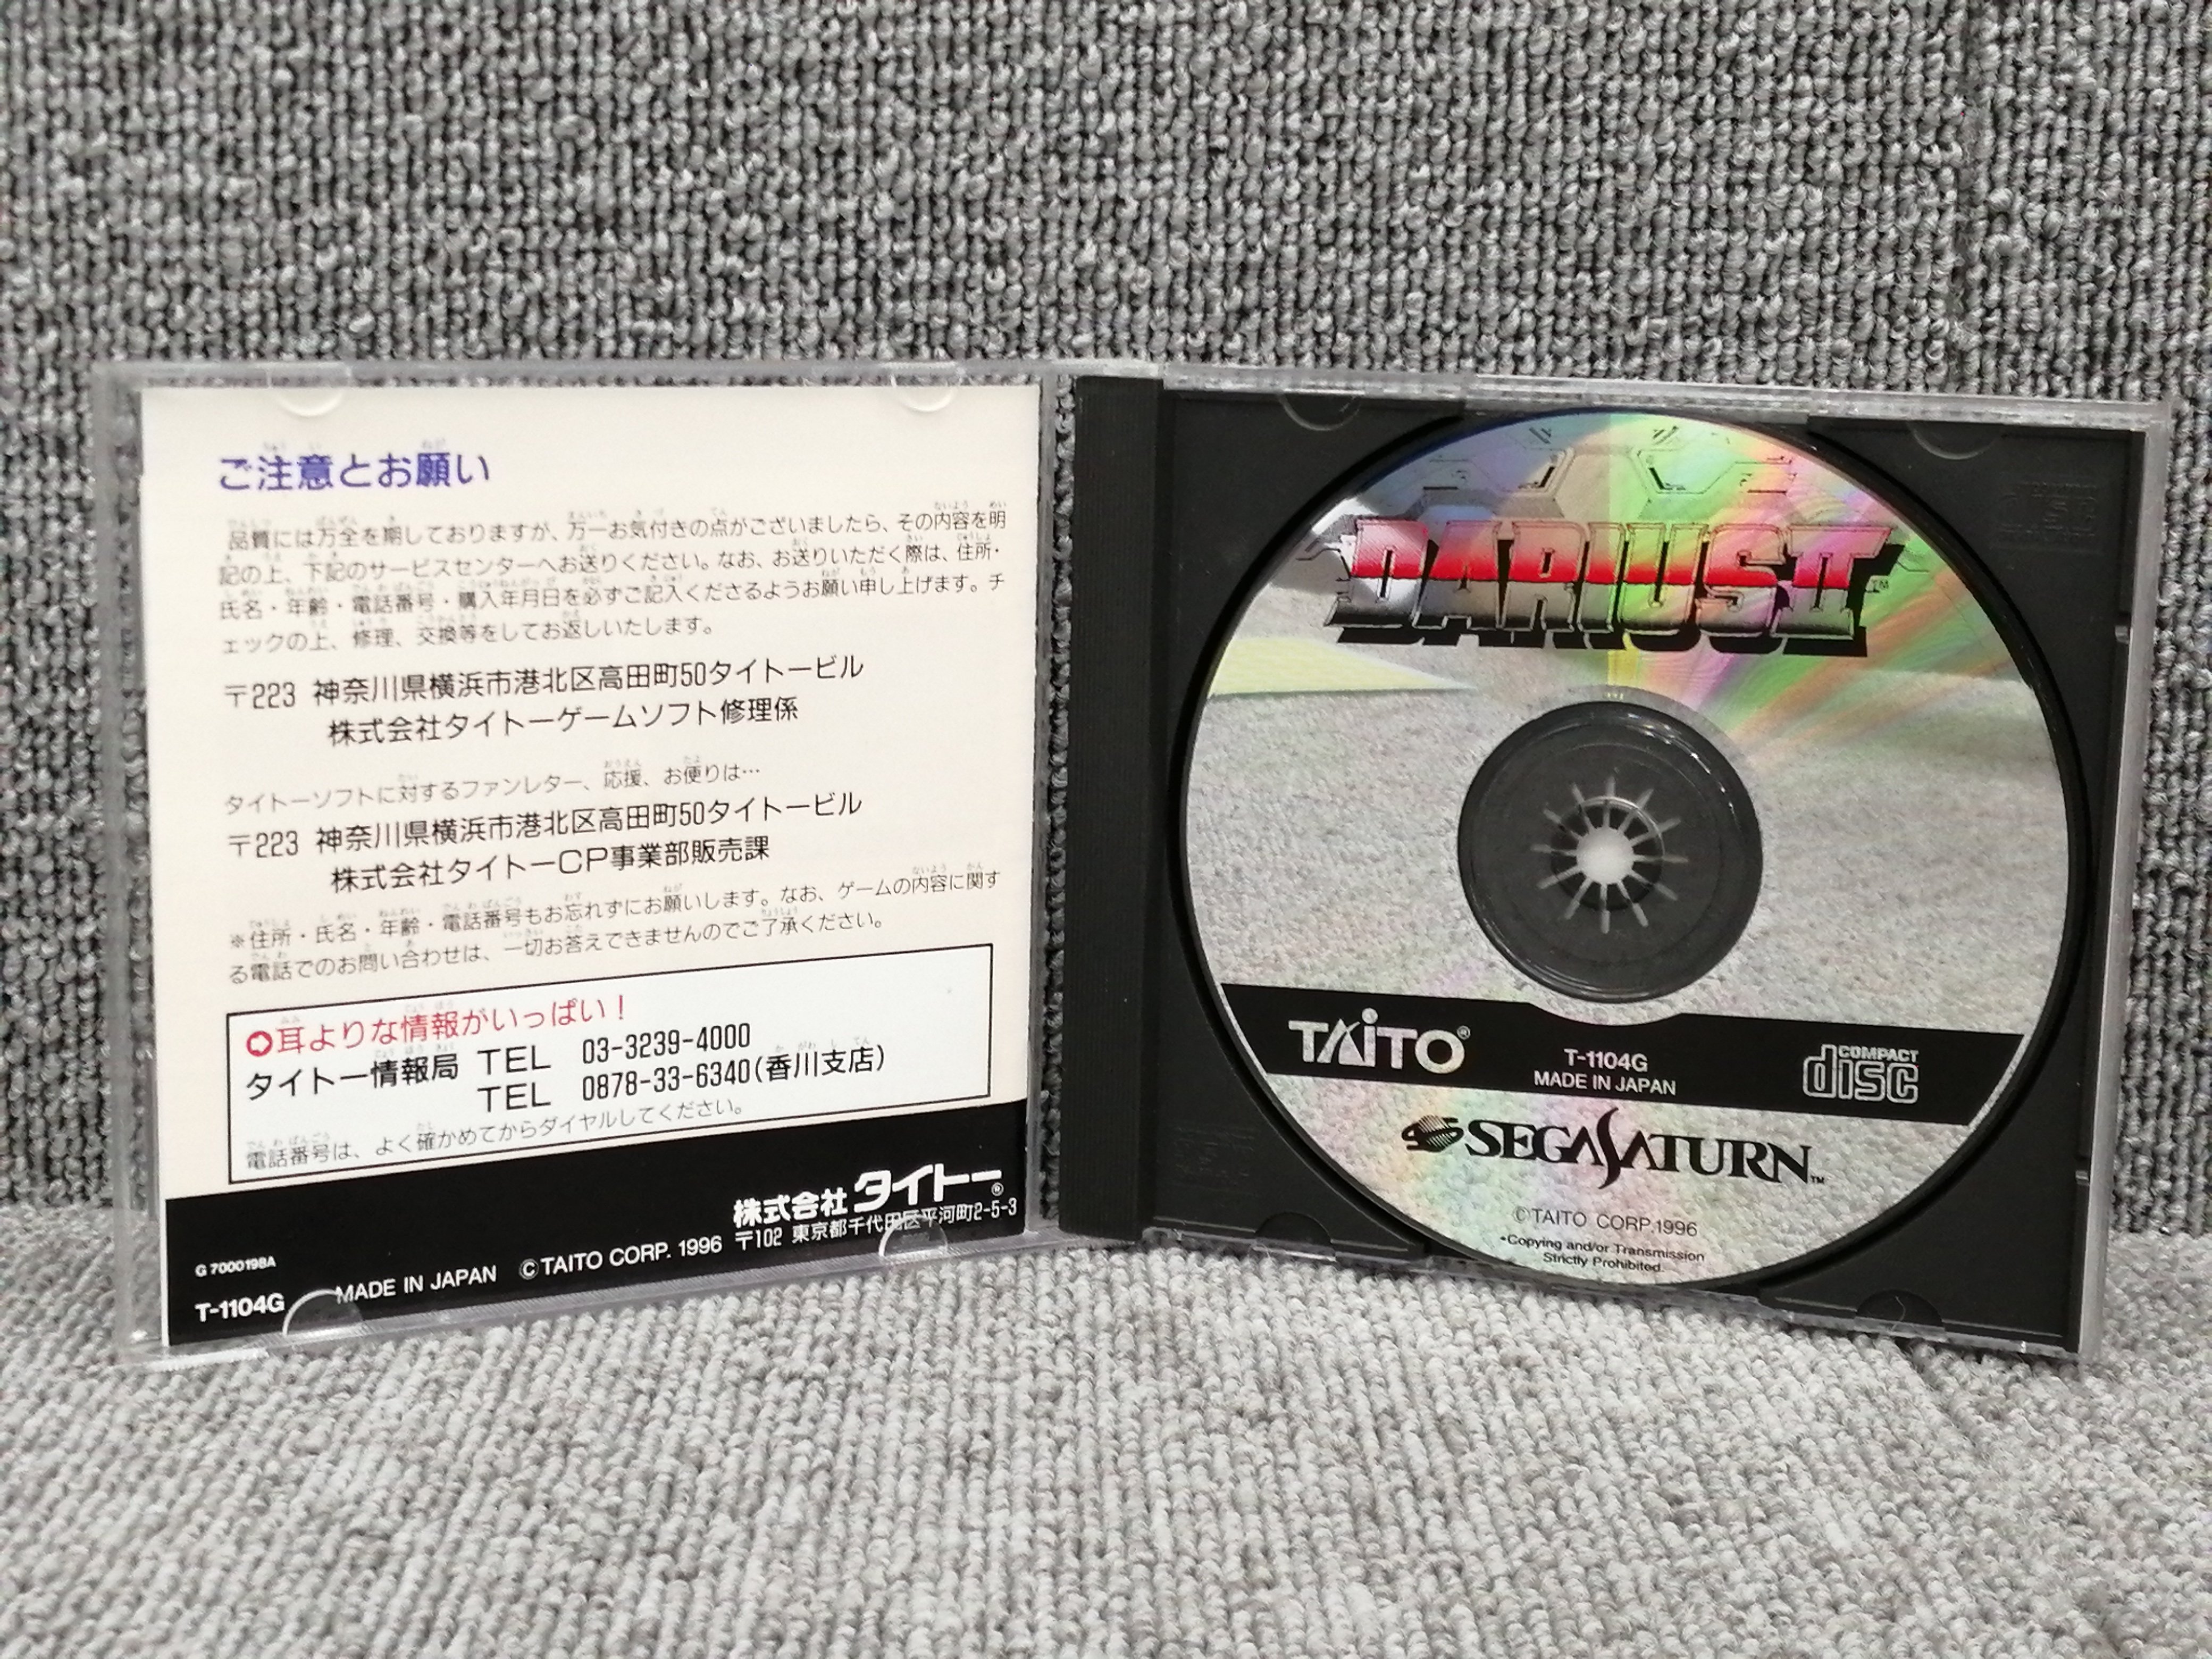 ご注意とお願い
品質には万全を期しておりますが、万一お気付きの点がございましたら、その内容を明
記の上、下記のサービスセンターへお送りください。なお、お送りいただく際は、住所・
氏名・年齢・電話番号・購入年月日を必ずご記入くださるようお願い申し上げます。チ
ェックの上、修理、交換等をしてお返しいたします。
〒223 神奈川県横浜市港北区高田町50タイトービル
株式会社タイトーゲームソフト修理係
タイトーソフトに対するファンレター、応援、お便りは…
〒223 神奈川県横浜市港北区高田町50タイトービル
株式会社タイトーCP事業部販売課
※住所・氏名・年齢・電話番号もお忘れずにお願いします。なお、ゲームの内容に関す
る電話でのお問い合わせは、一切お答えできませんのでご了承ください。
耳よりな情報がいっぱい！
タイトー情報局 TEL 03-3239-4000
TEL 0878-33-6340(香川支店)
電話番号は、よく確かめてからダイヤルしてください。
株式会社タイトー®
〒102 東京都千代田区平河町2-5-3
G 7000198A
T-1104G MADE IN JAPAN ©TAITO CORP. 1996
DARIUSII™
TAITO®
T-1104G
MADE IN JAPAN
COMPACT
disc
SEGASATURN™
©TAITO CORP.1996
•Copying and/or Transmission
Strictly Prohibited.